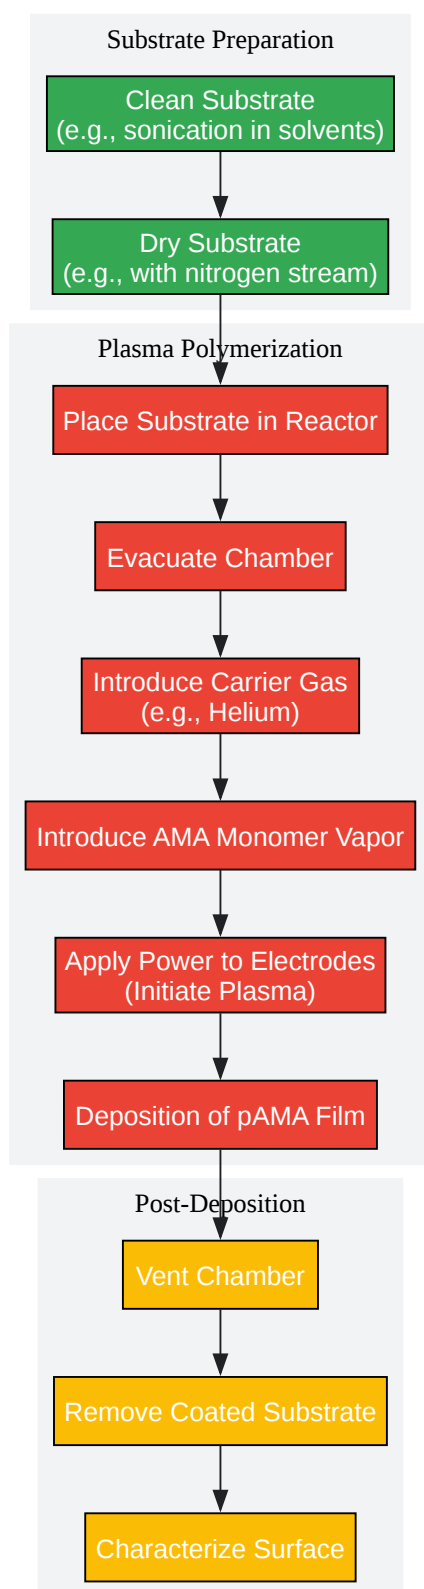 Substrate Preparation
Clean Substrate
(e.g., sonication in solvents)
Dry Substrate
(e.g., with nitrogen stream)
Plasma Polymerization
Place Substrate in Reactor
Evacuate Chamber
Introduce Carrier Gas
(e.g., Helium)
Introduce AMA Monomer Vapor
Apply Power to Electrodes
(Initiate Plasma)
Deposition of pAMA Film
Post-Deposition
Vent Chamber
Remove Coated Substrate
Characterize Surface